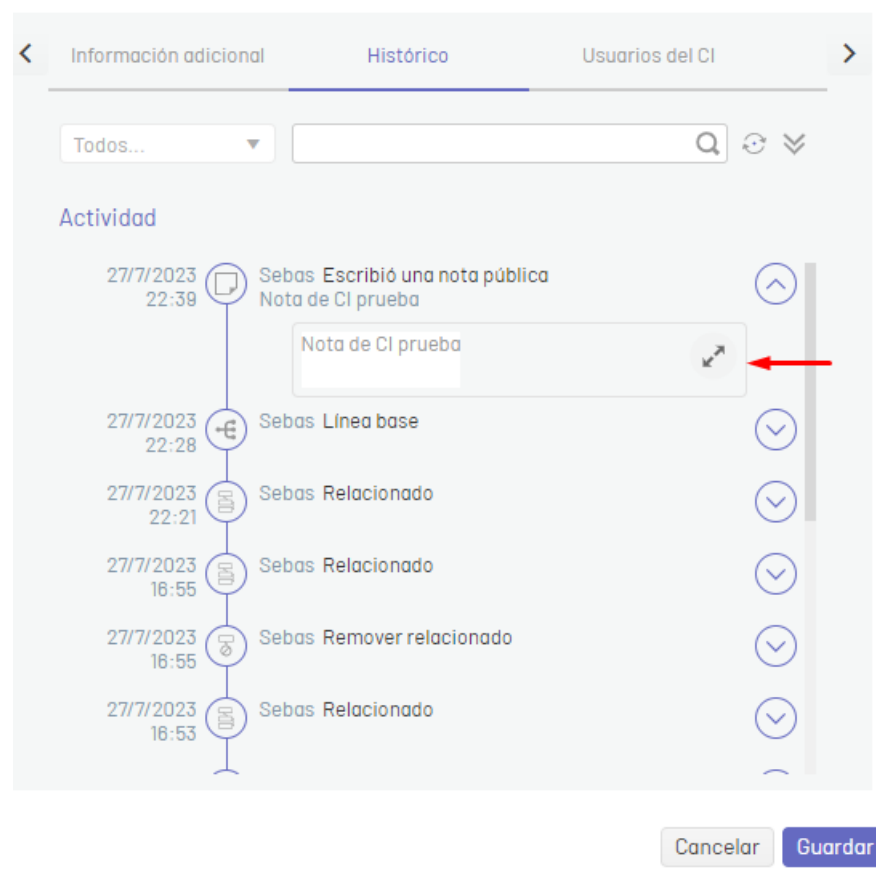 Información adicional
Histórico
Usuarios del CI
Todos...
Actividad
27/7/2023
22:39
Sebas Escribió una nota pública
Nota de CI prueba
Nota de CI prueba
27/7/2023
22:28
Sebas Línea base
27/7/2023
22:21
Sebas Relacionado
27/7/2023
16:55
Sebas Relacionado
27/7/2023
16:55
Sebas Remover relacionado
27/7/2023
16:53
Sebas Relacionado
Cancelar
Guardar